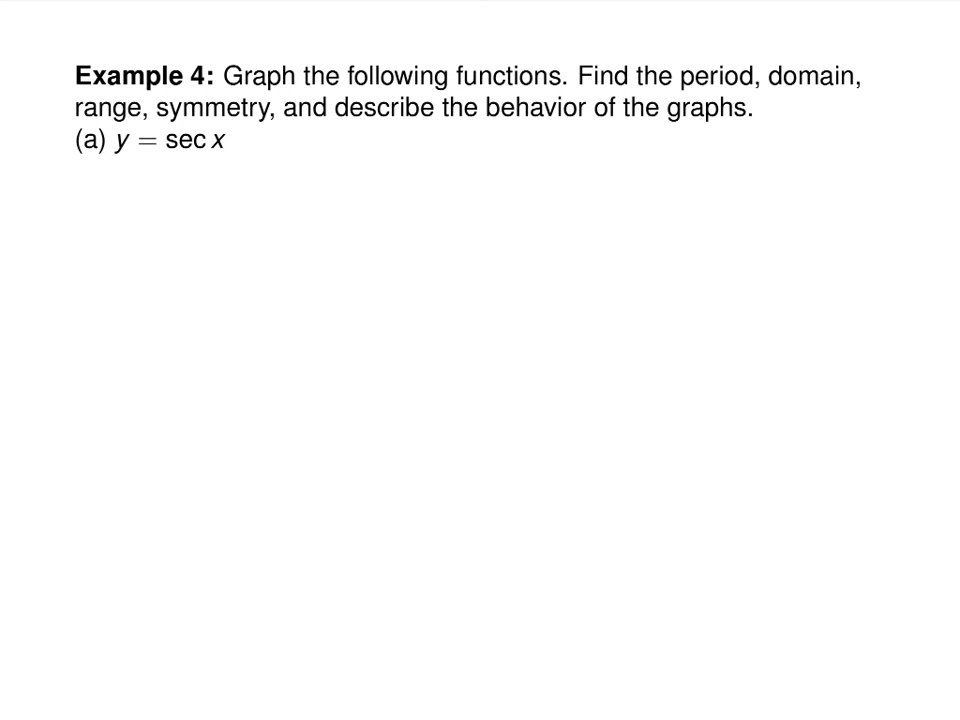 Example 4: Graph the following functions. Find the period, domain,
range, symmetry, and describe the behavior of the graphs.
(a) y = sec x